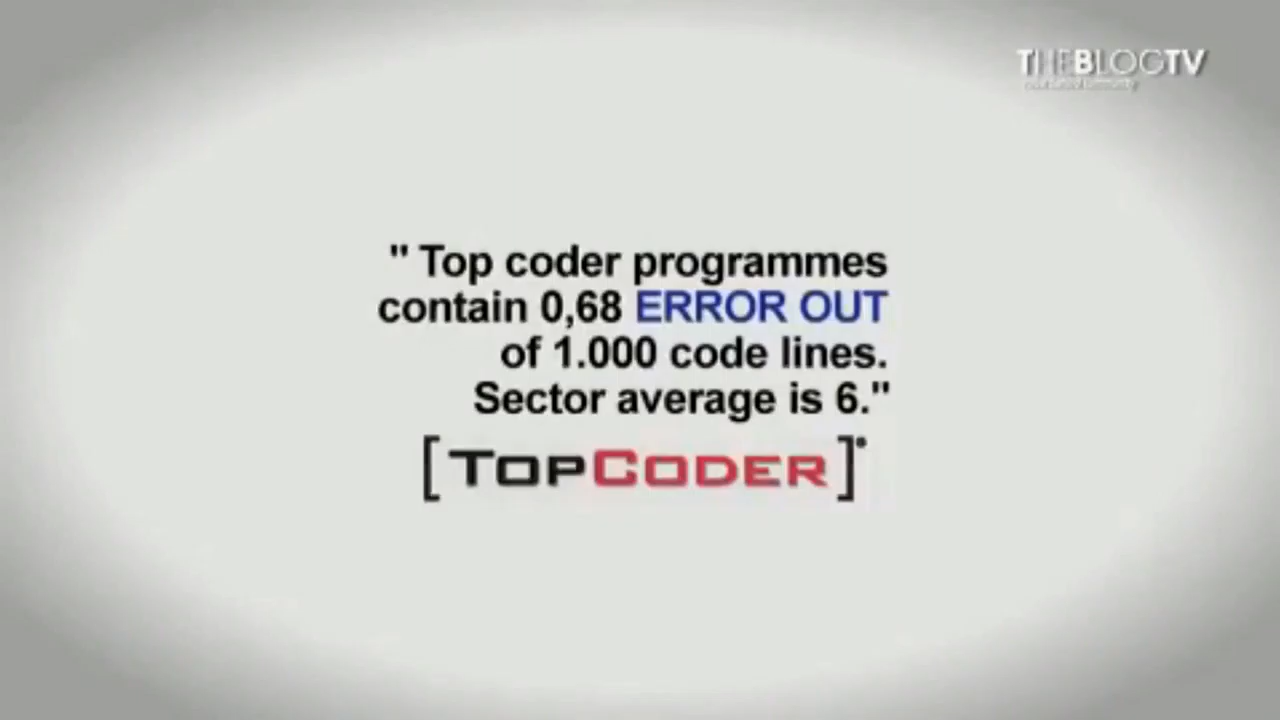 THEBLOGTV
" Top coder programmes
contain 0,68 ERROR OUT
of 1.000 code lines.
Sector average is 6."
[TOPCODER]